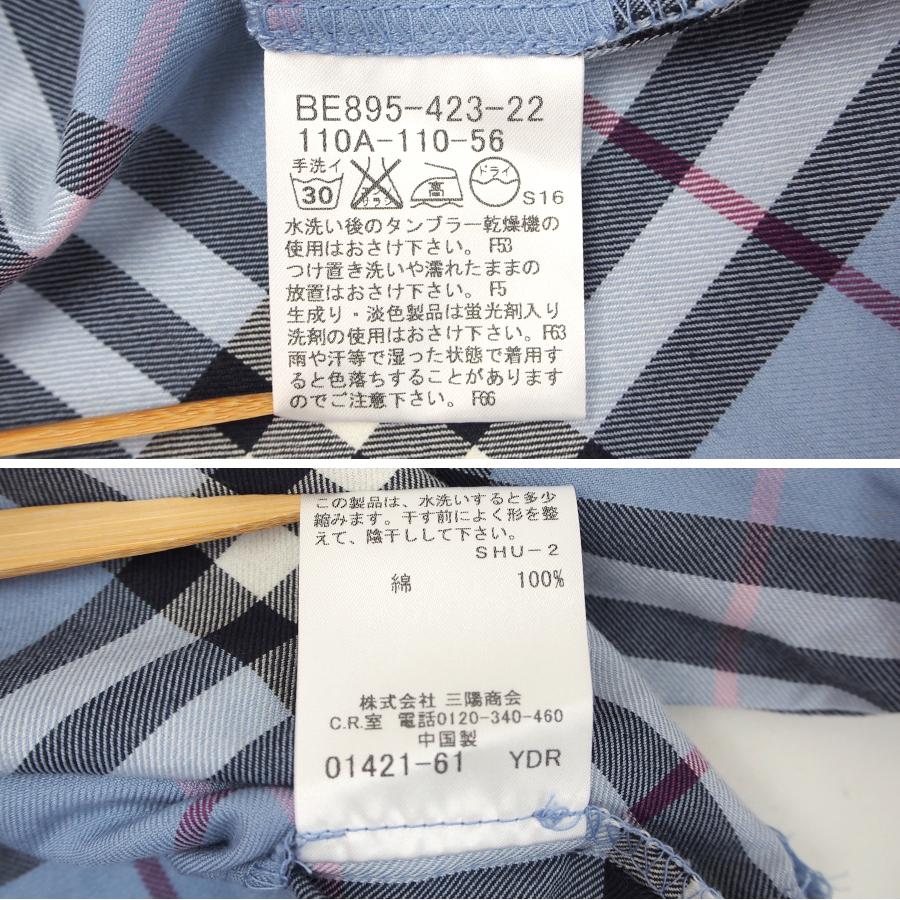 BE895-423-22
110A-110-56
手洗イ
30 エンソサラシ 高 ドライ S16
水洗い後のタンブラー乾燥機の
使用はおさけ下さい。 F53
つけ置き洗いや濡れたままの
放置はおさけ下さい。 F5
生成り・淡色製品は蛍光剤入り
洗剤の使用はおさけ下さい。F63
雨や汗等で湿った状態で着用す
ると色落ちすることがあります
のでご注意下さい。 F66
この製品は、水洗いすると多少
縮みます。干す前によく形を整
えて、陰干しして下さい。
SHU-2
綿 100%
株式会社 三陽商会
C.R.室 電話0120-340-460
中国製
01421-61 YDR